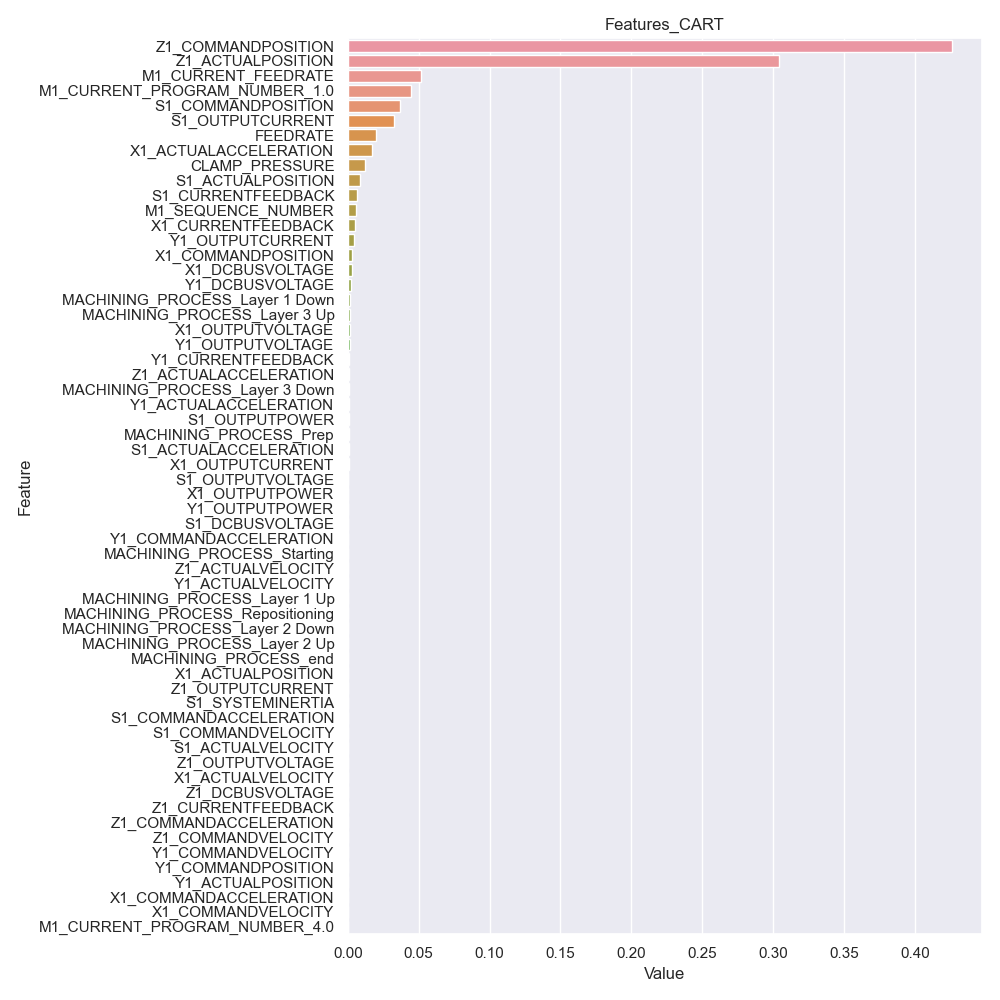 Features_CART
Z1_COMMANDPOSITION
Z1_ACTUALPOSITION
M1_CURRENT_FEEDRATE
M1_CURRENT_PROGRAM_NUMBER_1.0
S1_COMMANDPOSITION
S1_OUTPUTCURRENT
FEEDRATE
X1_ACTUALACCELERATION
CLAMP_PRESSURE
S1_ACTUALPOSITION
S1_CURRENTFEEDBACK
M1_SEQUENCE_NUMBER
X1_CURRENTFEEDBACK
Y1_OUTPUTCURRENT
X1_COMMANDPOSITION
X1_DCBUSVOLTAGE
Y1_DCBUSVOLTAGE
MACHINING_PROCESS_Layer 1 Down
MACHINING_PROCESS_Layer 3 Up
X1_OUTPUTVOLTAGE
Y1_OUTPUTVOLTAGE
Y1_CURRENTFEEDBACK
Z1_ACTUALACCELERATION
MACHINING_PROCESS_Layer 3 Down
Y1_ACTUALACCELERATION
S1_OUTPUTPOWER
MACHINING_PROCESS_Prep
S1_ACTUALACCELERATION
X1_OUTPUTCURRENT
S1_OUTPUTVOLTAGE
X1_OUTPUTPOWER
Y1_OUTPUTPOWER
S1_DCBUSVOLTAGE
Y1_COMMANDACCELERATION
MACHINING_PROCESS_Starting
Z1_ACTUALVELOCITY
Y1_ACTUALVELOCITY
MACHINING_PROCESS_Layer 1 Up
MACHINING_PROCESS_Repositioning
MACHINING_PROCESS_Layer 2 Down
MACHINING_PROCESS_Layer 2 Up
MACHINING_PROCESS_end
X1_ACTUALPOSITION
Z1_OUTPUTCURRENT
S1_SYSTEMINERTIA
S1_COMMANDACCELERATION
S1_COMMANDVELOCITY
S1_ACTUALVELOCITY
Z1_OUTPUTVOLTAGE
X1_ACTUALVELOCITY
Z1_DCBUSVOLTAGE
Z1_CURRENTFEEDBACK
Z1_COMMANDACCELERATION
Z1_COMMANDVELOCITY
Y1_COMMANDVELOCITY
Y1_COMMANDPOSITION
Y1_ACTUALPOSITION
X1_COMMANDACCELERATION
X1_COMMANDVELOCITY
M1_CURRENT_PROGRAM_NUMBER_4.0
Feature
0.00 0.05 0.10 0.15 0.20 0.25 0.30 0.35 0.40
Value